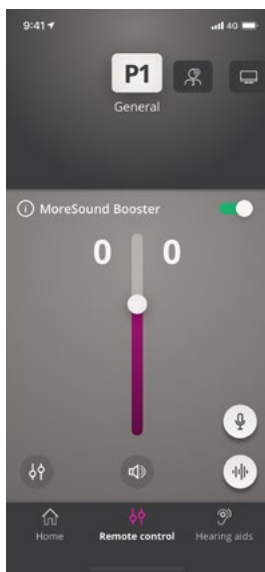 9:41
4G
P1
General
MoreSound Booster
0 0
Home Remote control Hearing aids